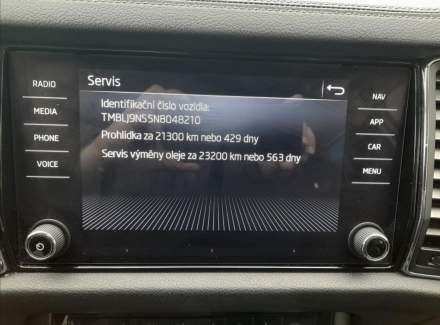 Servis
RADIO
MEDIA
PHONE
VOICE
Identifikační číslo vozidla:
TMBLJ9NS5N8048210
Prohlídka za 21300 km nebo 429 dny
Servis výměny oleje za 23200 km nebo 563 dny
NAV
APP
CAR
MENU